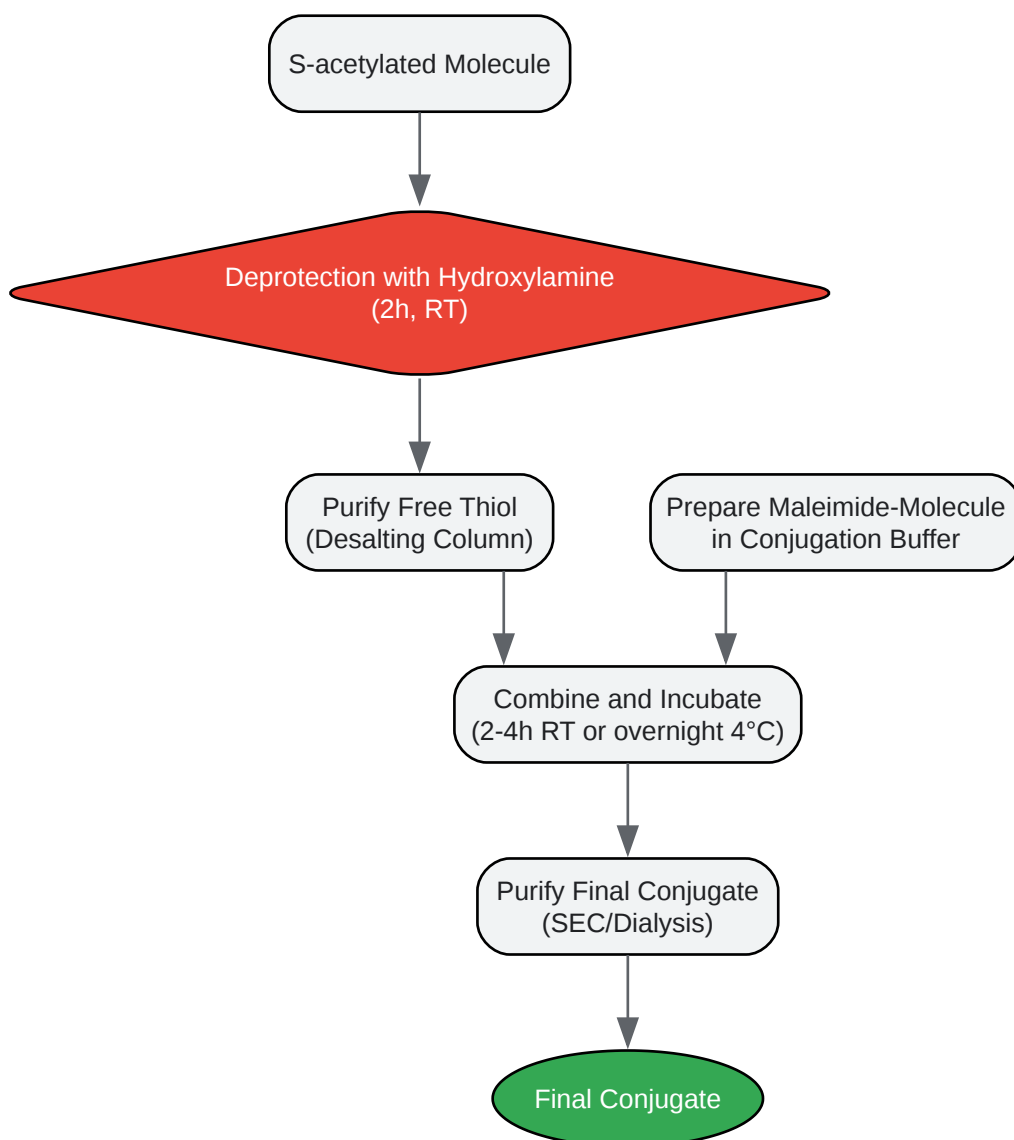 S-acetylated Molecule
Deprotection with Hydroxylamine
(2h, RT)
Purify Free Thiol
(Desalting Column)
Prepare Maleimide-Molecule
in Conjugation Buffer
Combine and Incubate
(2-4h RT or overnight 4°C)
Purify Final Conjugate
(SEC/Dialysis)
Final Conjugate